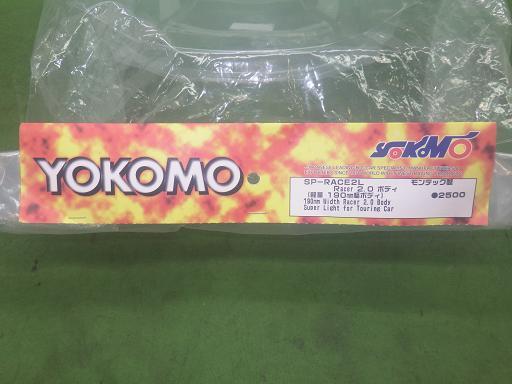 YOKOMO
YOKOMO
SP-RACE2L モンテック製
Racer 2.0 ボディ
(軽量 190mm幅ボディ) ●2500
190mm Width Racer 2.0 Body
Super Light for Touring Car